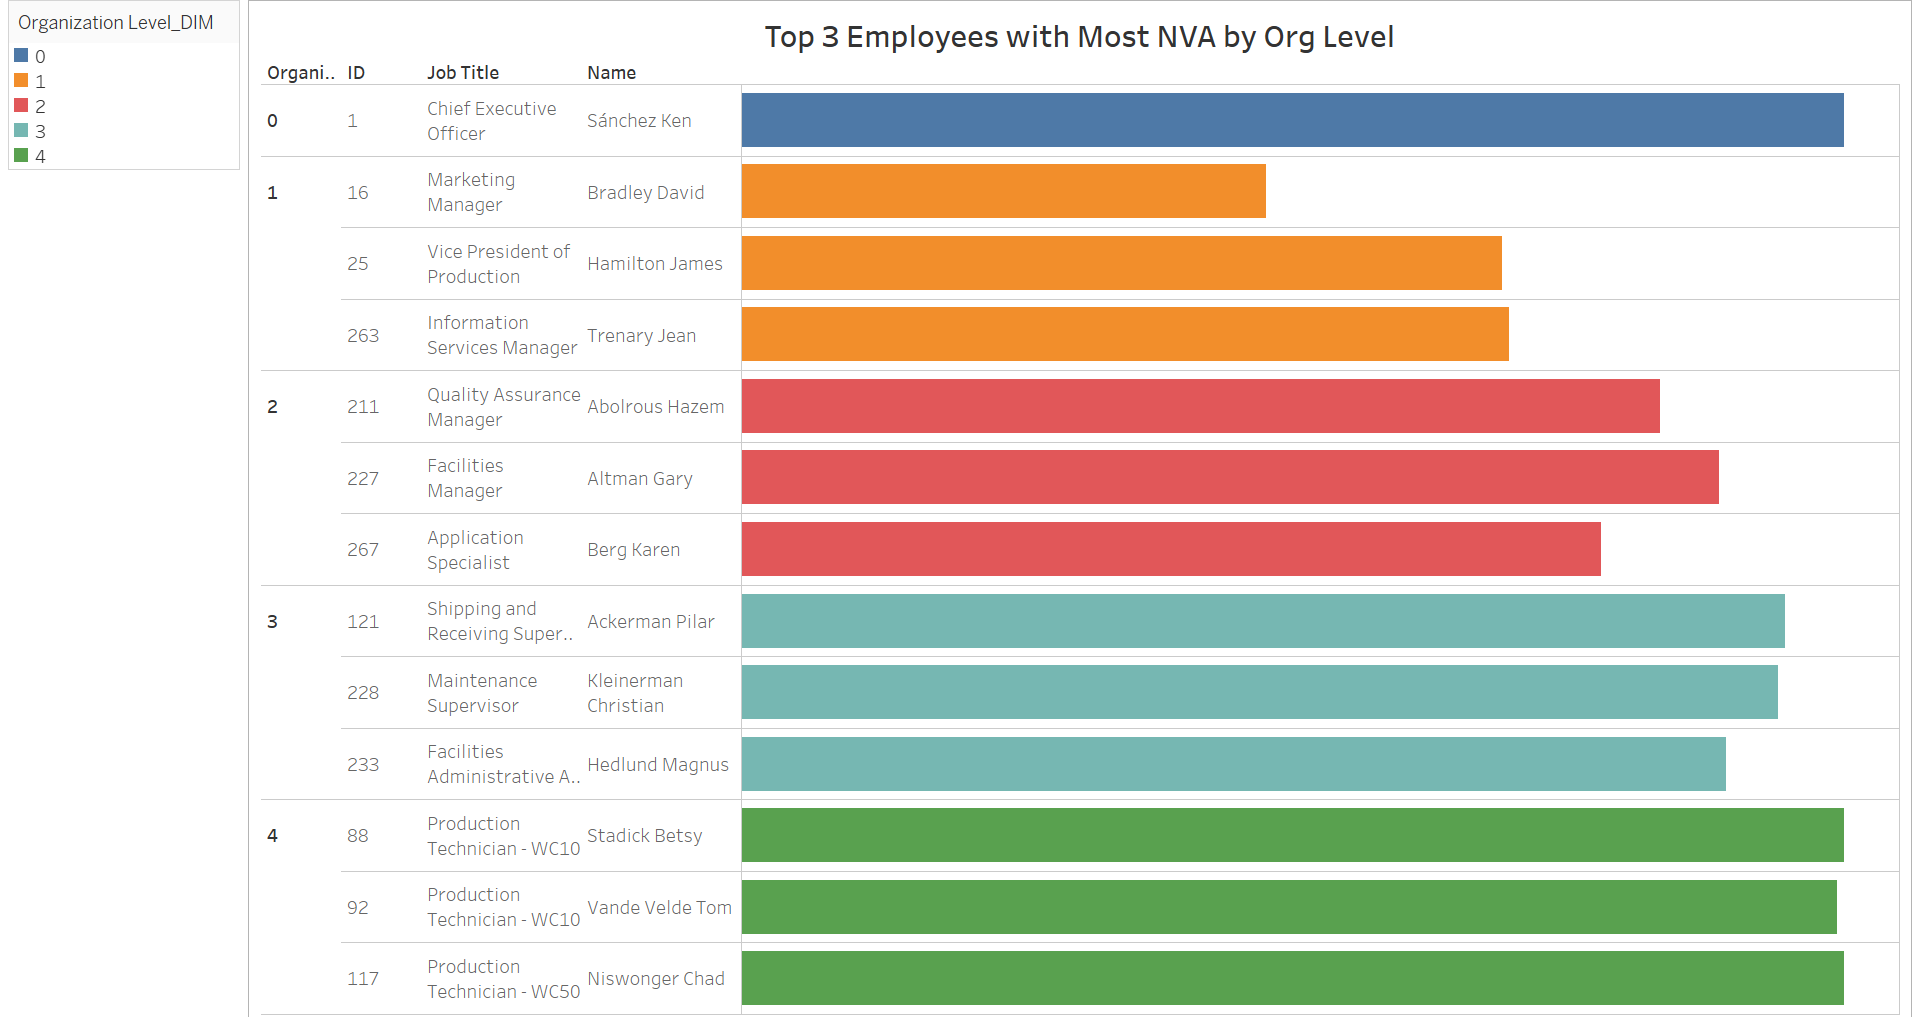 Organization Level_DIM
0
1
2
3
4
Top 3 Employees with Most NVA by Org Level
Organi.. ID Job Title Name
0 1 Chief Executive Officer Sánchez Ken
1 16 Marketing Manager Bradley David
25 Vice President of Production Hamilton James
263 Information Services Manager Trenary Jean
2 211 Quality Assurance Manager Abolrous Hazem
227 Facilities Manager Altman Gary
267 Application Specialist Berg Karen
3 121 Shipping and Receiving Super.. Ackerman Pilar
228 Maintenance Supervisor Kleinerman Christian
233 Facilities Administrative A.. Hedlund Magnus
4 88 Production Technician - WC10 Stadick Betsy
92 Production Technician - WC10 Vande Velde Tom
117 Production Technician - WC50 Niswonger Chad